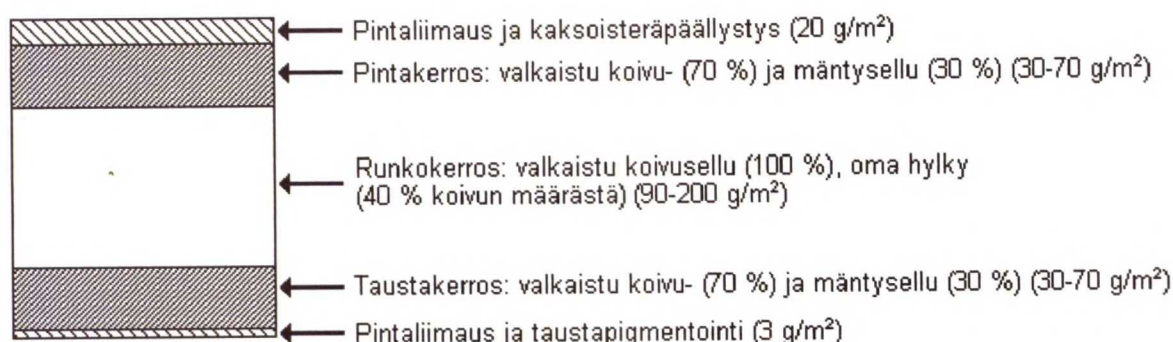 Pintaliimaus ja kaksoisteräpäällystys (20 g/m²)
Pintakerros: valkaistu koivu- (70 %) ja mäntysellu (30 %) (30-70 g/m²)
Runkokerros: valkaistu koivusellu (100 %), oma hylky
(40 % koivun määrästä) (90-200 g/m²)
Taustakerros: valkaistu koivu- (70 %) ja mäntysellu (30 %) (30-70 g/m²)
Pintaliimaus ja taustapigmentointi (3 g/m²)